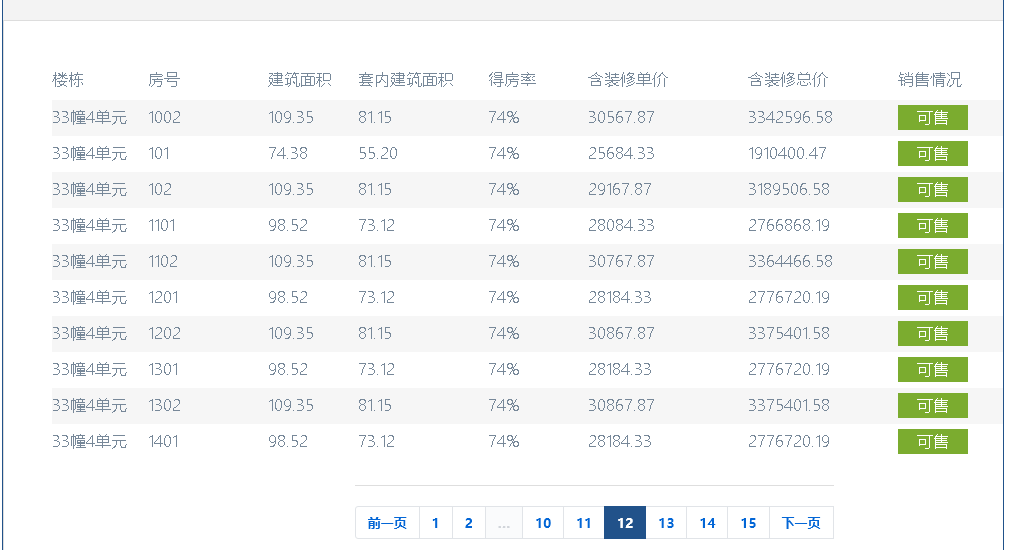 楼栋 房号 建筑面积 套内建筑面积 得房率 含装修单价 含装修总价 销售情况
33幢4单元 1002 109.35 81.15 74% 30567.87 3342596.58 可售
33幢4单元 101 74.38 55.20 74% 25684.33 1910400.47 可售
33幢4单元 102 109.35 81.15 74% 29167.87 3189506.58 可售
33幢4单元 1101 98.52 73.12 74% 28084.33 2766868.19 可售
33幢4单元 1102 109.35 81.15 74% 30767.87 3364466.58 可售
33幢4单元 1201 98.52 73.12 74% 28184.33 2776720.19 可售
33幢4单元 1202 109.35 81.15 74% 30867.87 3375401.58 可售
33幢4单元 1301 98.52 73.12 74% 28184.33 2776720.19 可售
33幢4单元 1302 109.35 81.15 74% 30867.87 3375401.58 可售
33幢4单元 1401 98.52 73.12 74% 28184.33 2776720.19 可售
前一页 1 2 ... 10 11 12 13 14 15 下一页